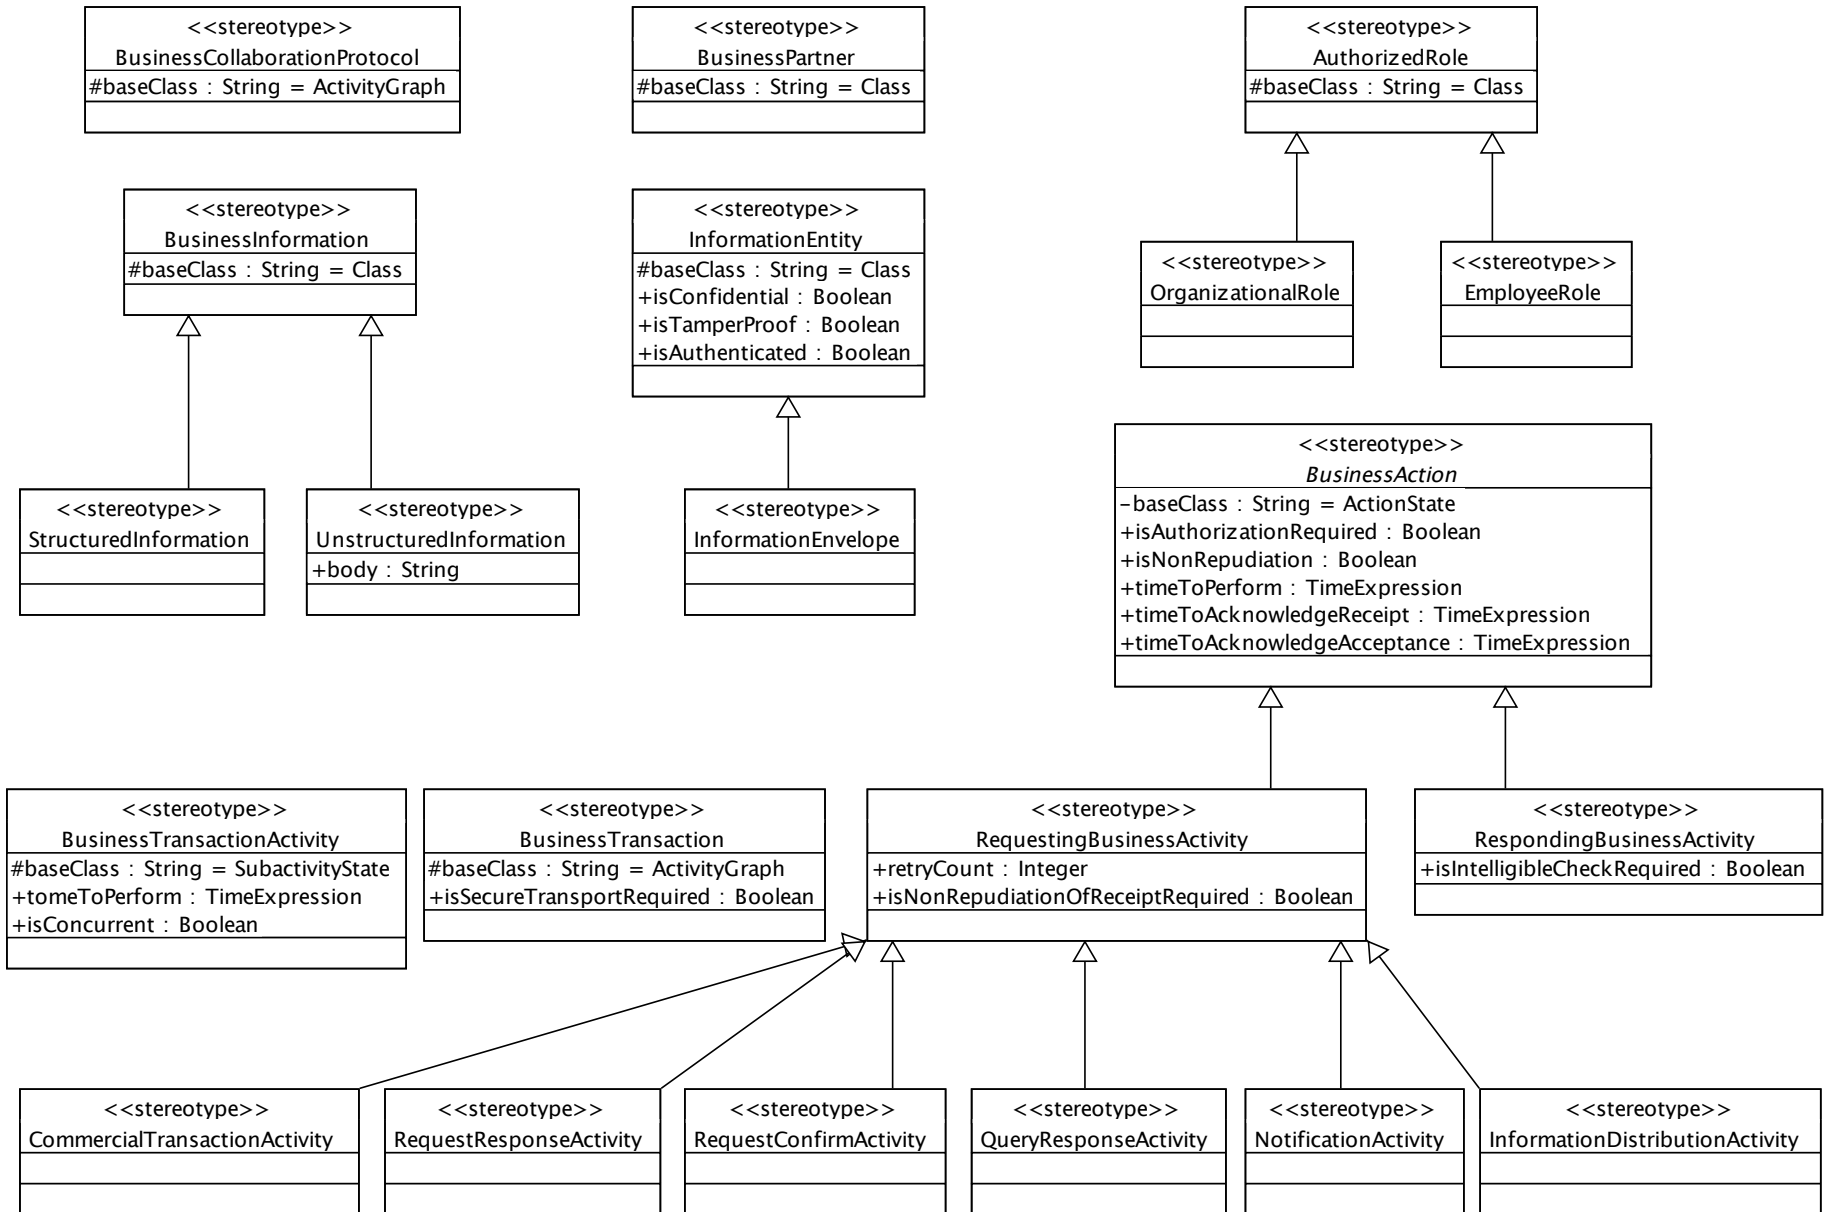 <<stereotype>>
BusinessCollaborationProtocol
#baseClass : String = ActivityGraph
<<stereotype>>
BusinessPartner
#baseClass : String = Class
<<stereotype>>
AuthorizedRole
#baseClass : String = Class
<<stereotype>>
BusinessInformation
#baseClass : String = Class
<<stereotype>>
InformationEntity
#baseClass : String = Class
+isConfidential : Boolean
+isTamperProof : Boolean
+isAuthenticated : Boolean
<<stereotype>>
OrganizationalRole
<<stereotype>>
EmployeeRole
<<stereotype>>
StructuredInformation
<<stereotype>>
UnstructuredInformation
+body : String
<<stereotype>>
InformationEnvelope
<<stereotype>>
BusinessAction
-baseClass : String = ActionState
+isAuthorizationRequired : Boolean
+isNonRepudiation : Boolean
+timeToPerform : TimeExpression
+timeToAcknowledgeReceipt : TimeExpression
+timeToAcknowledgeAcceptance : TimeExpression
<<stereotype>>
BusinessTransactionActivity
#baseClass : String = SubactivityState
+tomeToPerform : TimeExpression
+isConcurrent : Boolean
<<stereotype>>
BusinessTransaction
#baseClass : String = ActivityGraph
+isSecureTransportRequired : Boolean
<<stereotype>>
RequestingBusinessActivity
+retryCount : Integer
+isNonRepudiationOfReceiptRequired : Boolean
<<stereotype>>
RespondingBusinessActivity
+isIntelligibleCheckRequired : Boolean
<<stereotype>>
CommercialTransactionActivity
<<stereotype>>
RequestResponseActivity
<<stereotype>>
RequestConfirmActivity
<<stereotype>>
QueryResponseActivity
<<stereotype>>
NotificationActivity
<<stereotype>>
InformationDistributionActivity